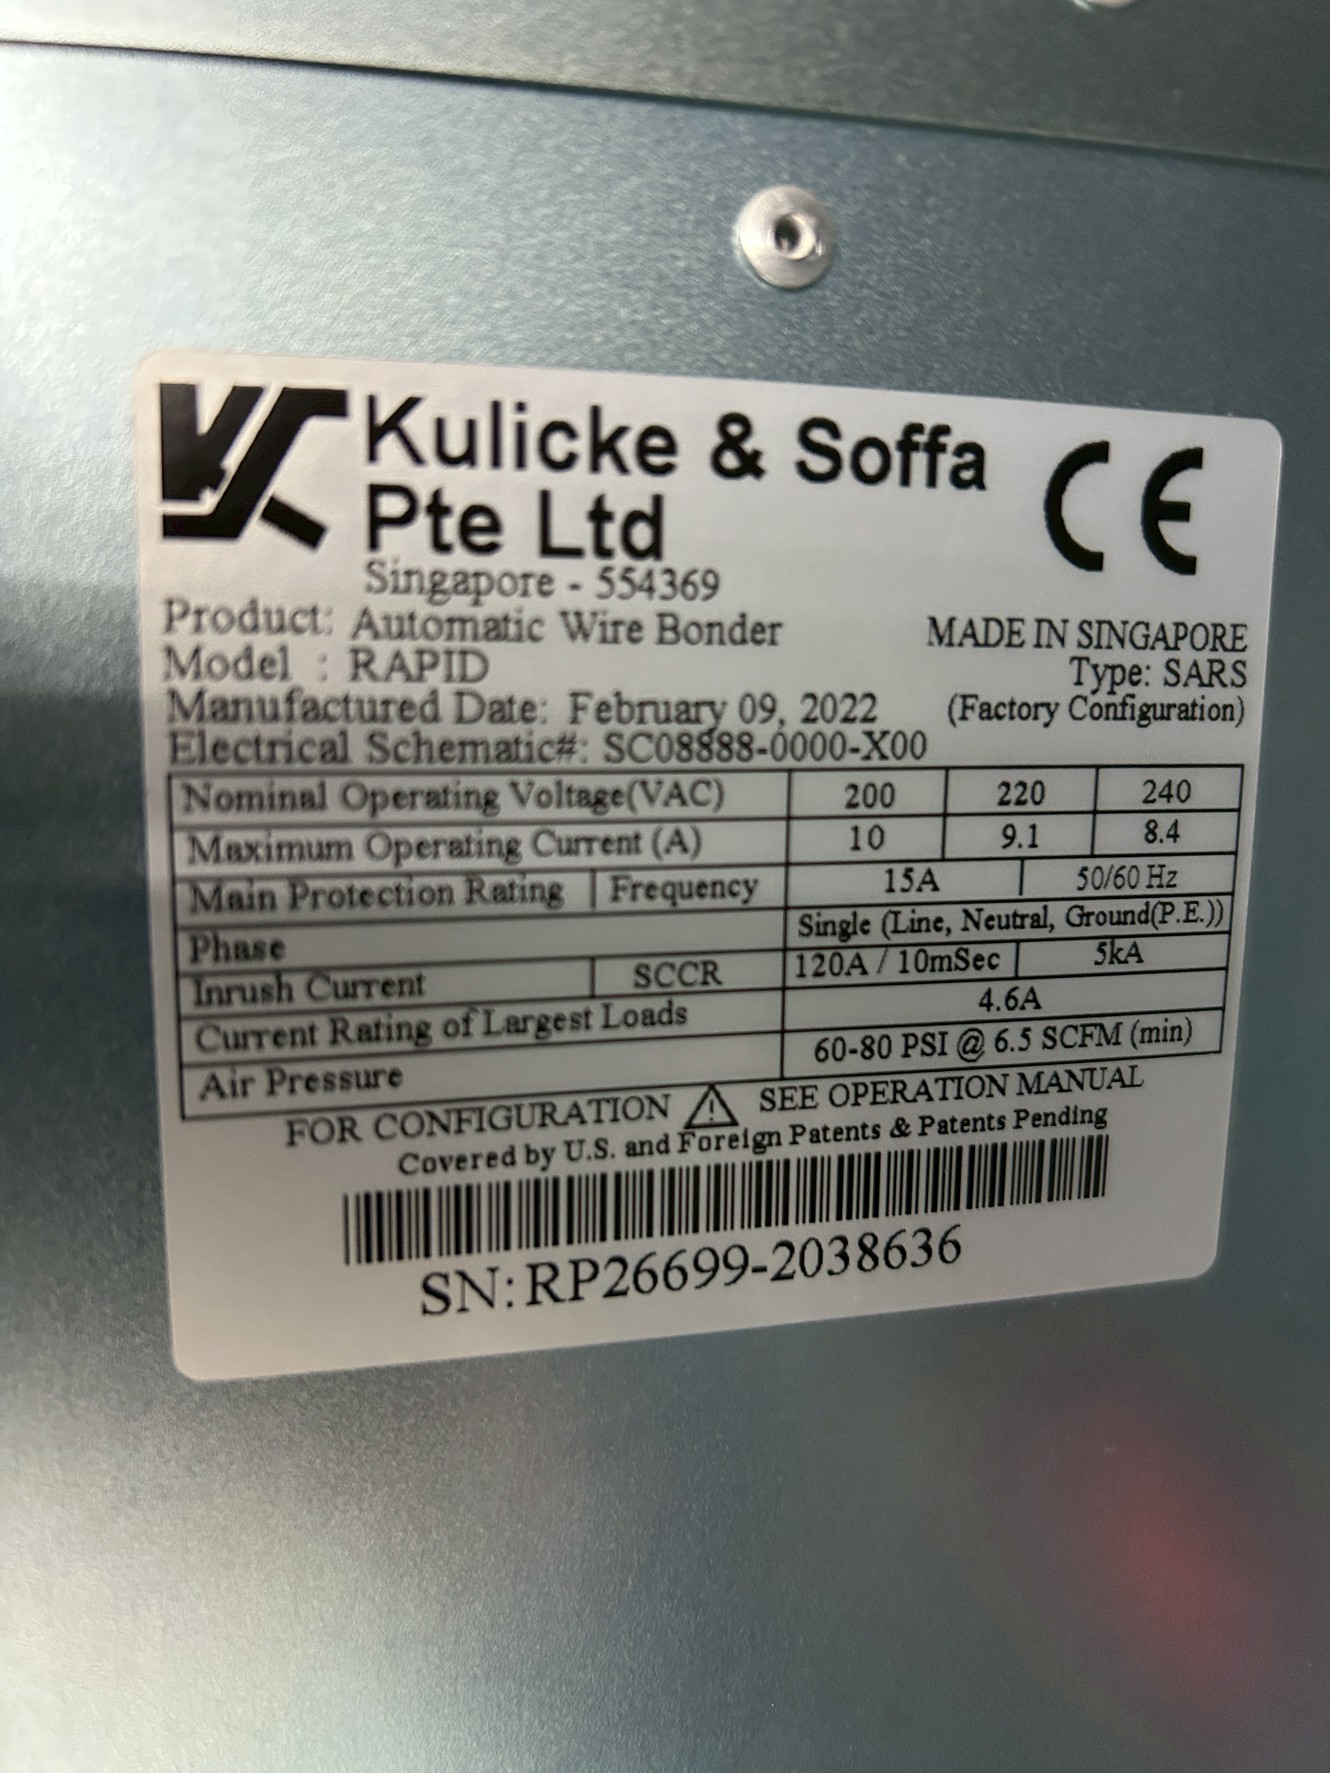 Kulicke & Soffa
Pte Ltd
CE
Singapore - 554369
Product: Automatic Wire Bonder
MADE IN SINGAPORE
Model : RAPID
Type: SARS
Manufactured Date: February 09, 2022
(Factory Configuration)
Electrical Schematic#: SC08888-0000-X00
Nominal Operating Voltage(VAC) 200 220 240
Maximum Operating Current (A) 10 9.1 8.4
Main Protection Rating Frequency 15A 50/60 Hz
Phase Single (Line, Neutral, Ground(P.E.))
Inrush Current SCCR 120A / 10mSec 5kA
Current Rating of Largest Loads 4.6A
Air Pressure 60-80 PSI @ 6.5 SCFM (min)
FOR CONFIGURATION SEE OPERATION MANUAL
Covered by U.S. and Foreign Patents & Patents Pending
SN: RP26699-2038636